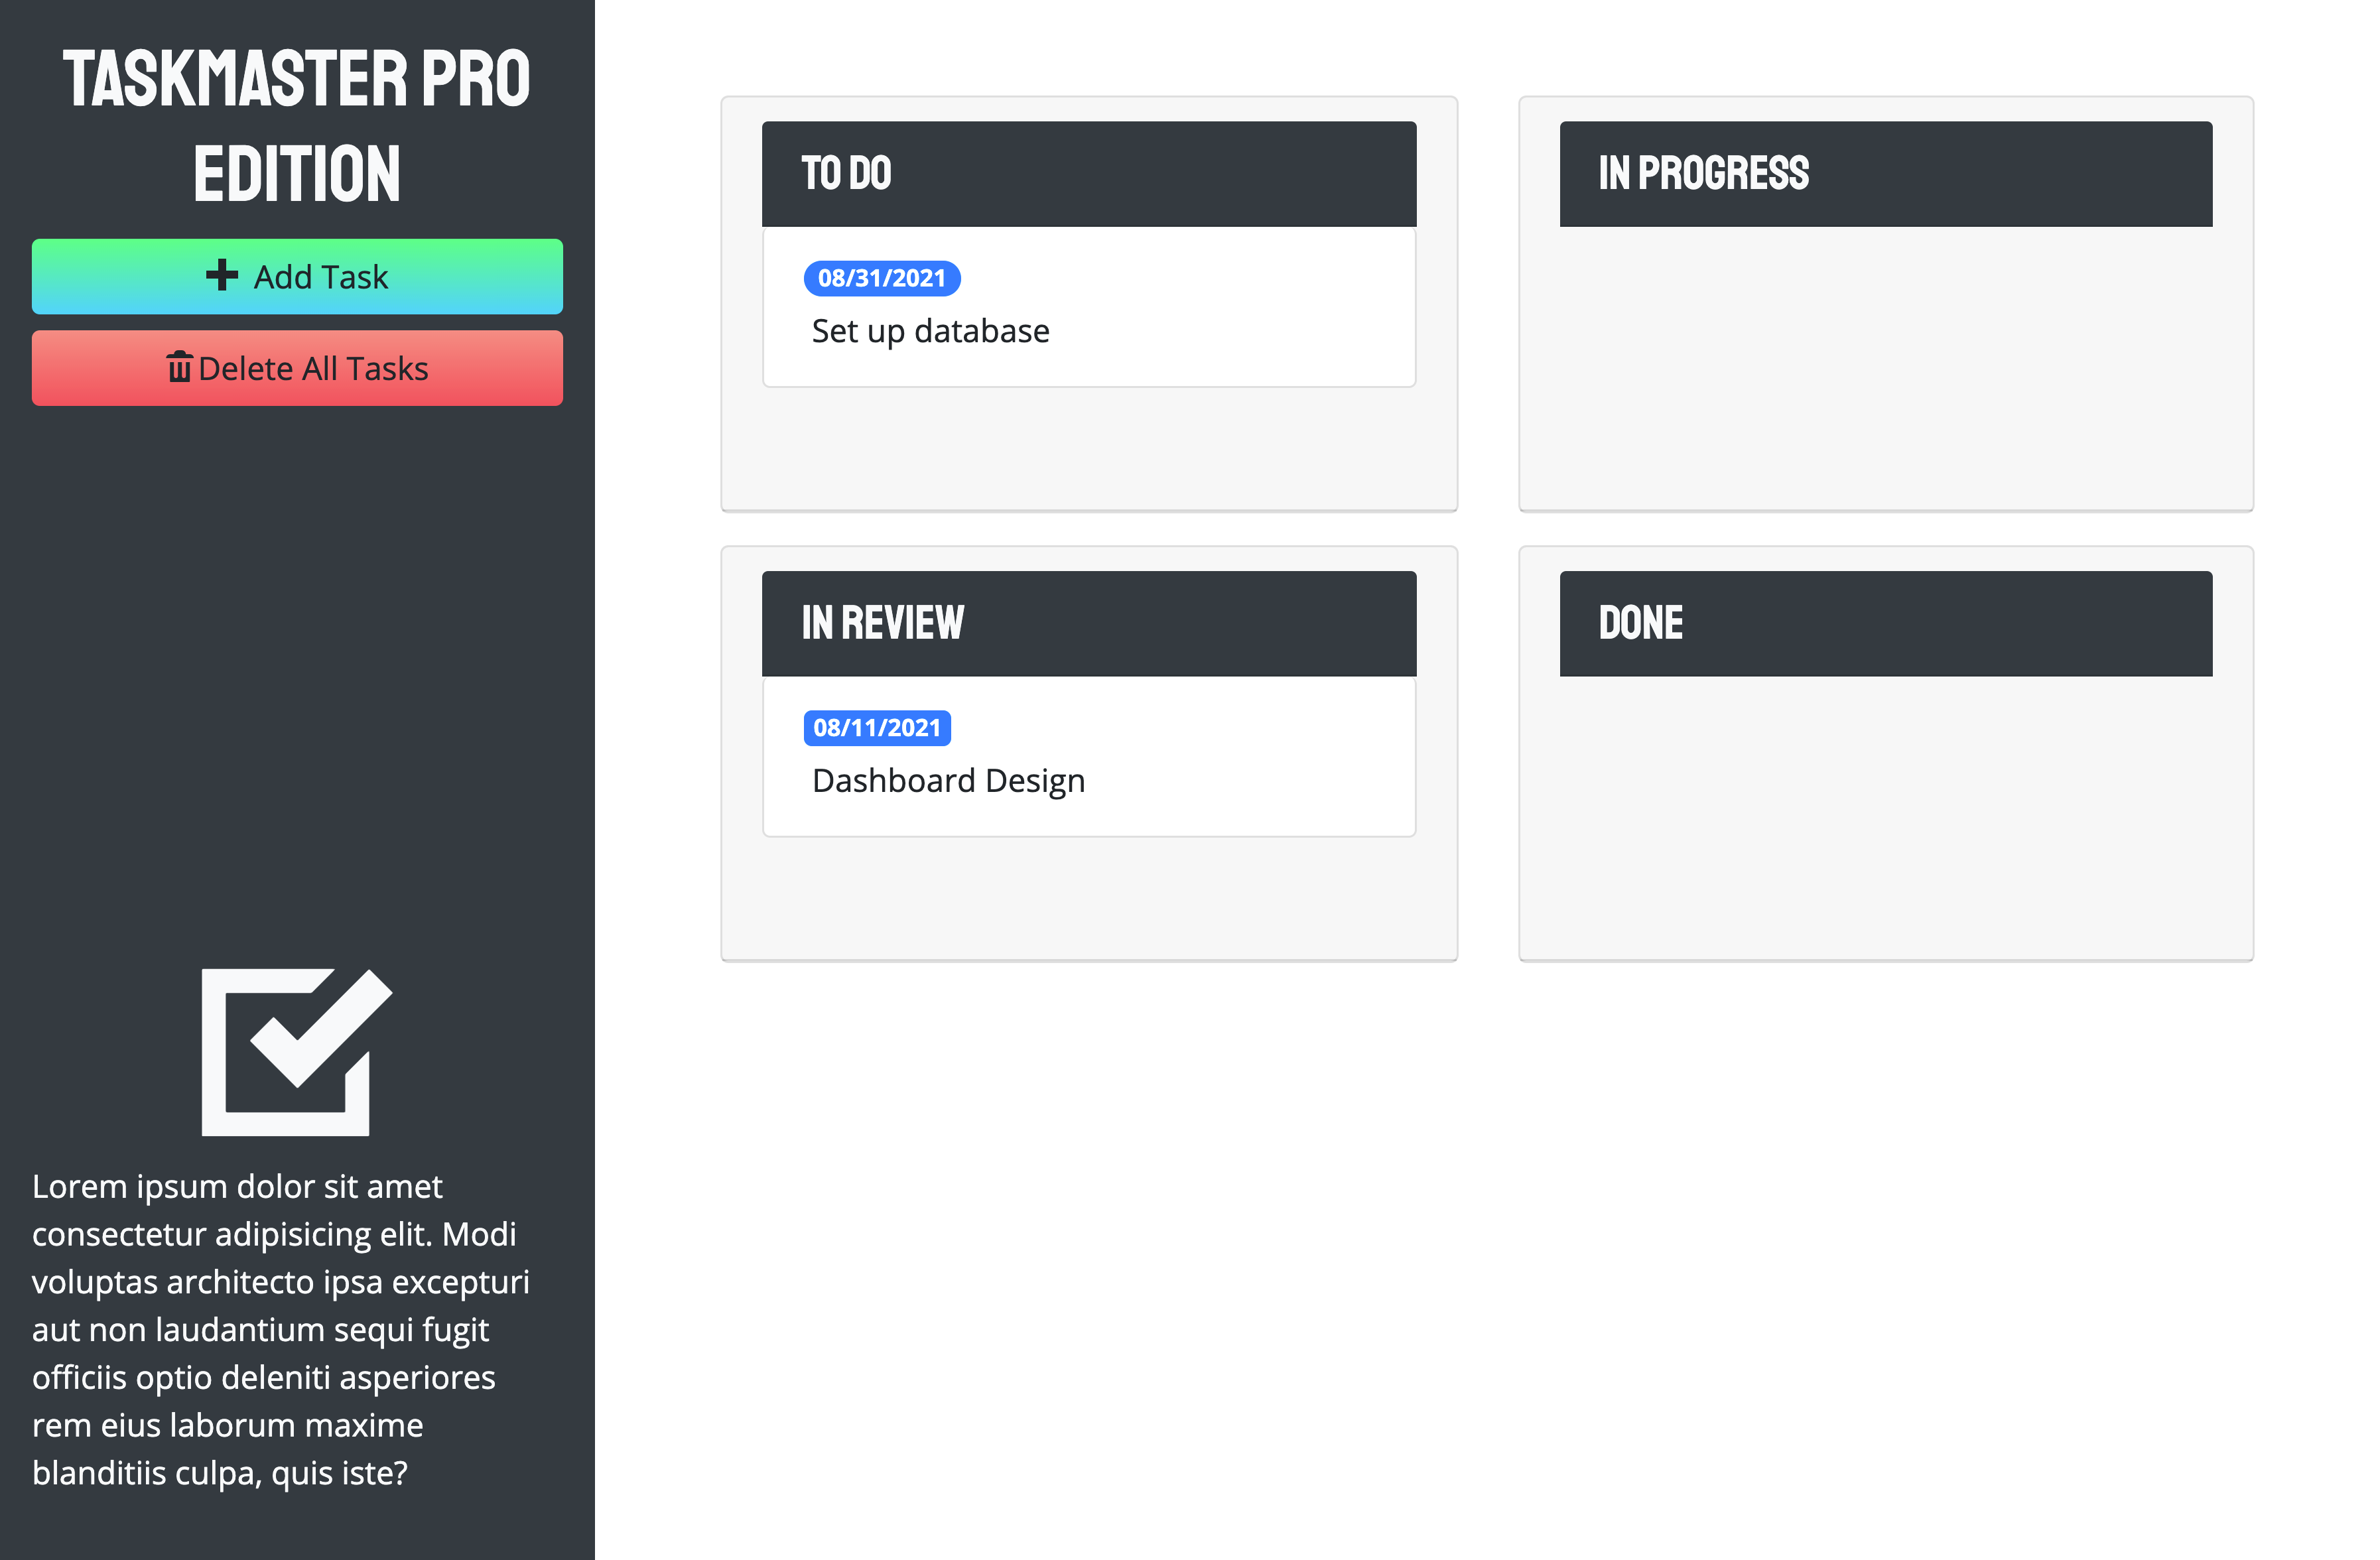 TASKMASTER PRO
EDITION
Add Task
Delete All Tasks
Lorem ipsum dolor sit amet
consectetur adipisicing elit. Modi
voluptas architecto ipsa excepturi
aut non laudantium sequi fugit
officiis optio deleniti asperiores
rem eius laborum maxime
blanditiis culpa, quis iste?
TO DO
08/31/2021
Set up database
IN PROGRESS
IN REVIEW
08/11/2021
Dashboard Design
DONE